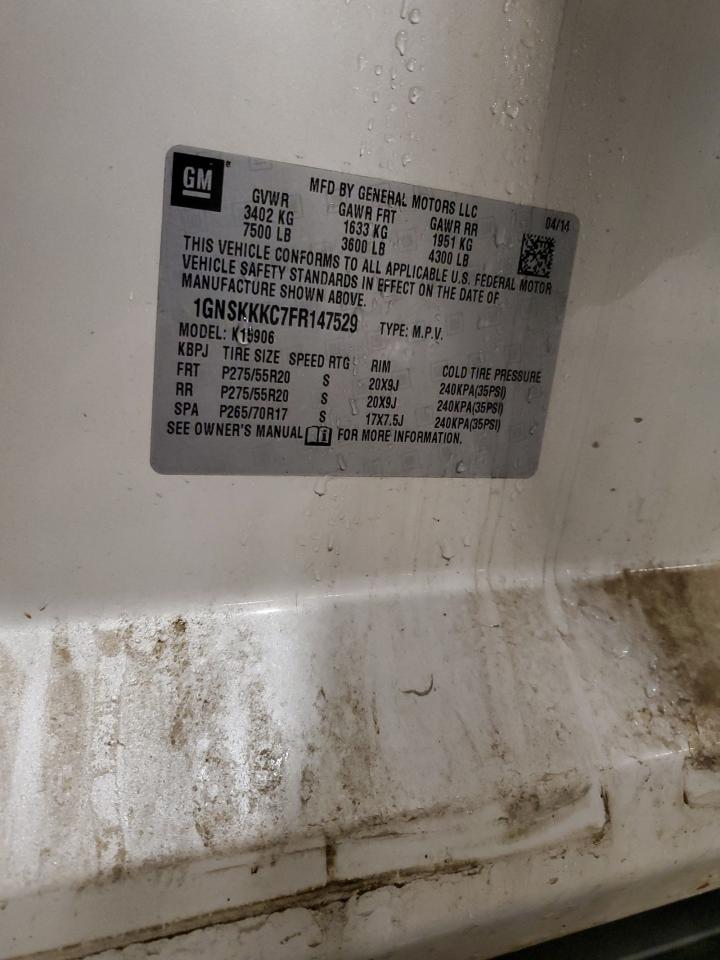 GM
MFD BY GENERAL MOTORS LLC
04/14
GVWR GAWR FRT GAWR RR
3402 KG 1633 KG 1951 KG
7500 LB 3600 LB 4300 LB
THIS VEHICLE CONFORMS TO ALL APPLICABLE U.S. FEDERAL MOTOR
VEHICLE SAFETY STANDARDS IN EFFECT ON THE DATE OF
MANUFACTURE SHOWN ABOVE.
1GNSKKKC7FR147529 TYPE: M.P.V.
MODEL: K15906
KBPJ TIRE SIZE SPEED RTG RIM COLD TIRE PRESSURE
FRT P275/55R20 S 20X9J 240KPA(35PSI)
RR P275/55R20 S 20X9J 240KPA(35PSI)
SPA P265/70R17 S 17X7.5J 240KPA(35PSI)
SEE OWNER'S MANUAL FOR MORE INFORMATION.